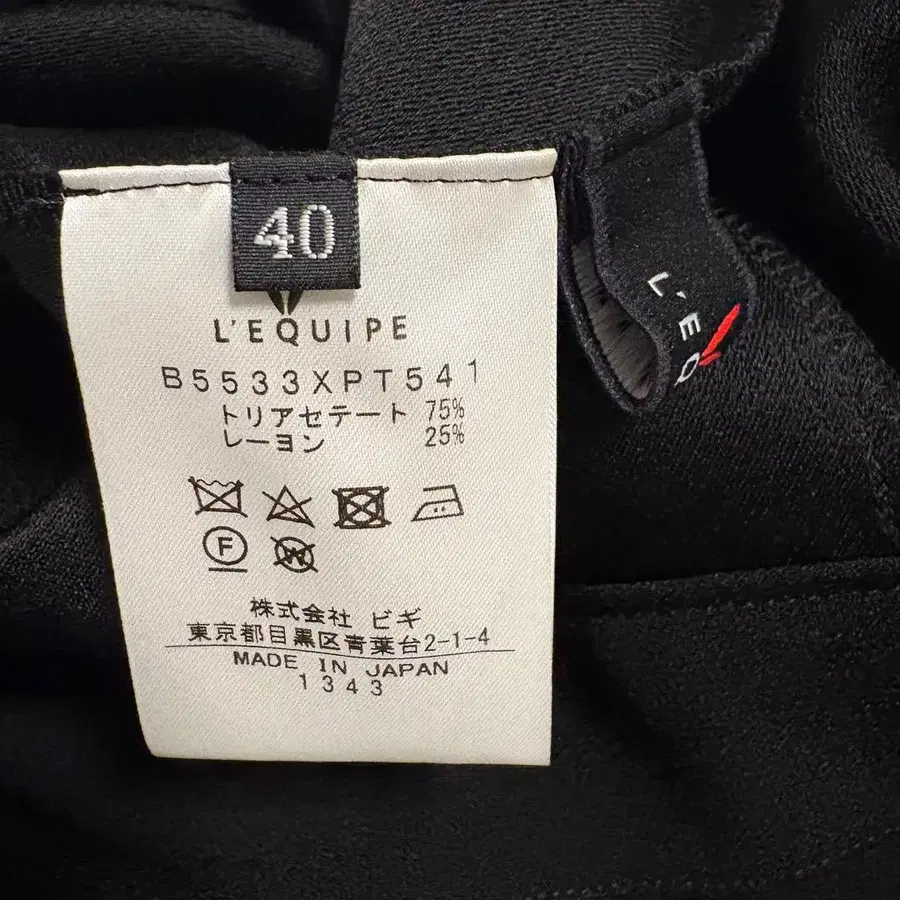 40
L'EQUIPE
B5533XPT541
トリアセテート 75%
レーヨン 25%
F
W
株式会社 ビギ
東京都目黒区青葉台2-1-4
MADE IN JAPAN
1343
L'EQ